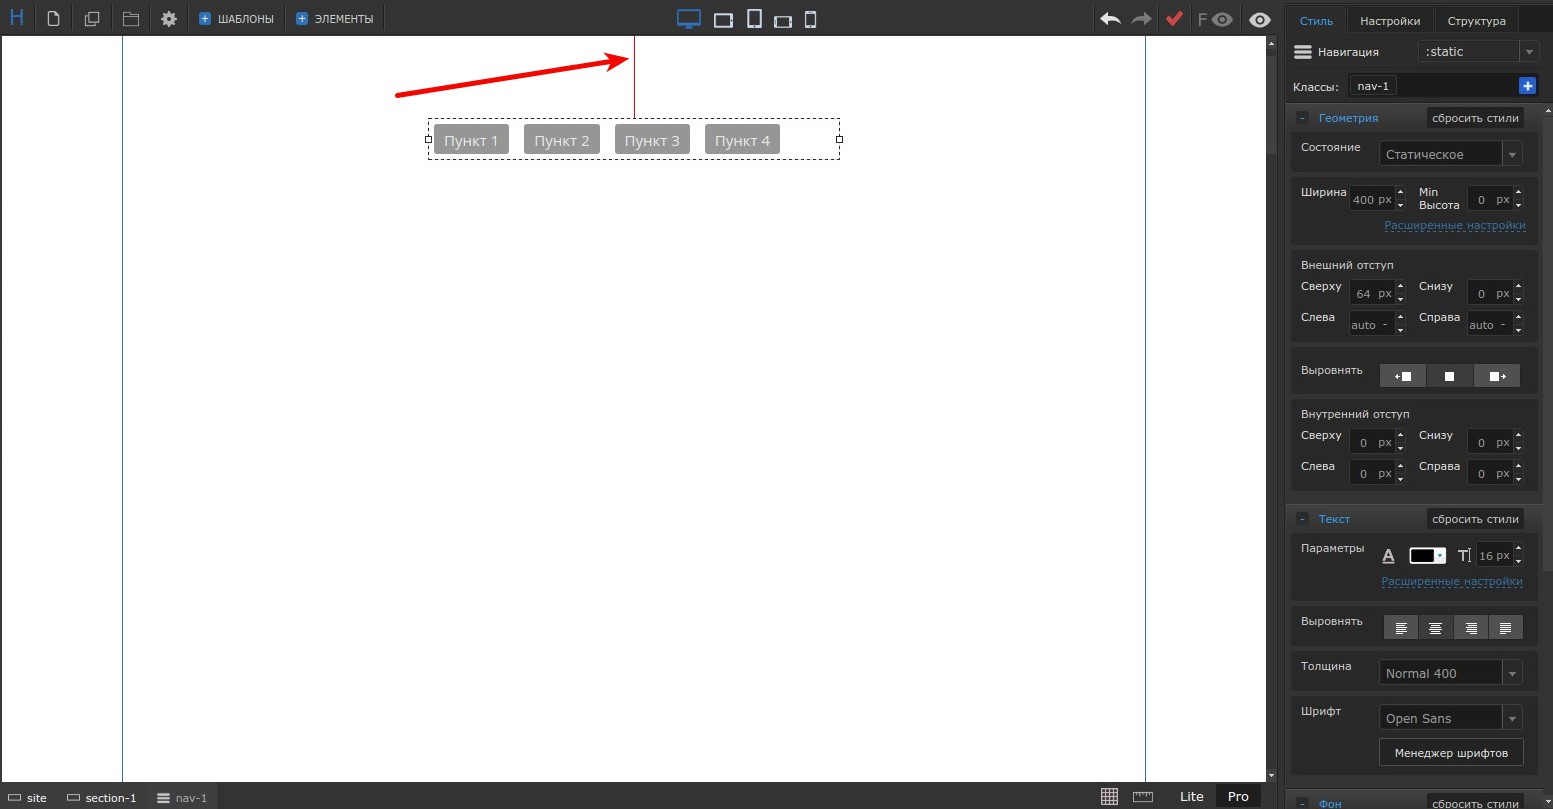 H
ШАБЛОНЫ
ЭЛЕМЕНТЫ
F
Стиль Настройки Структура
Навигация :static
Классы: nav-1
Геометрия сбросить стили
Состояние Статическое
Ширина 400 px Min Высота 0 px
Расширенные настройки
Внешний отступ
Сверху 64 px Снизу 0 px
Слева auto - Справа auto -
Выровнять
Внутренний отступ
Сверху 0 px Снизу 0 px
Слева 0 px Справа 0 px
Текст сбросить стили
Параметры A T 16 px
Расширенные настройки
Выровнять
Толщина Normal 400
Шрифт Open Sans
Менеджер шрифтов
Фон сбросить стили
Пункт 1 Пункт 2 Пункт 3 Пункт 4
site section-1 nav-1 Lite Pro